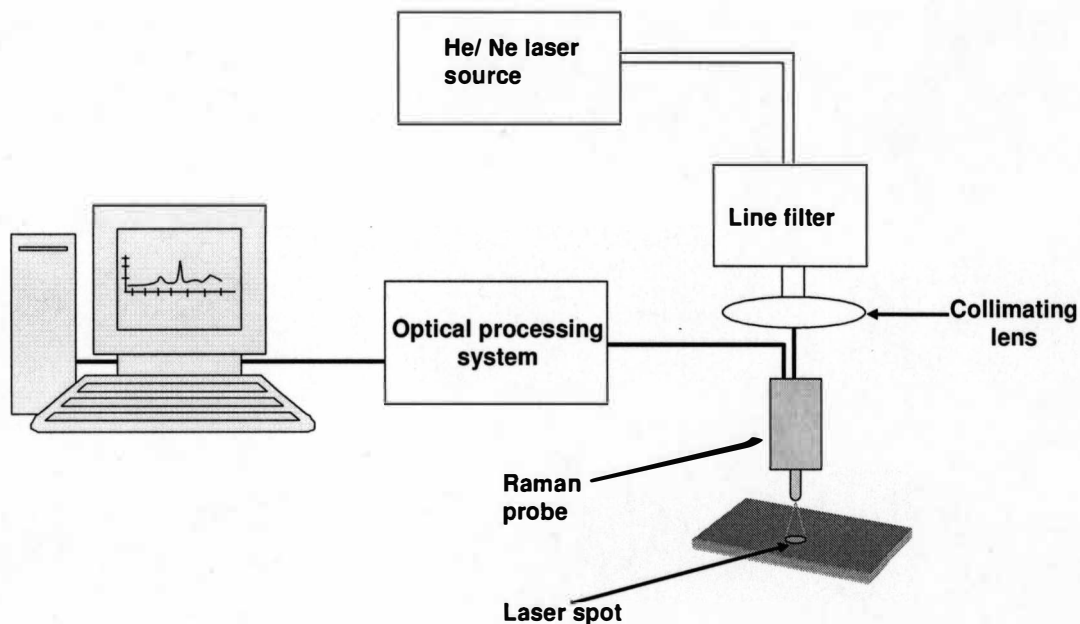 He/ Ne laser
source
Line filter
Collimating
lens
Optical processing
system
Raman
probe
Laser spot